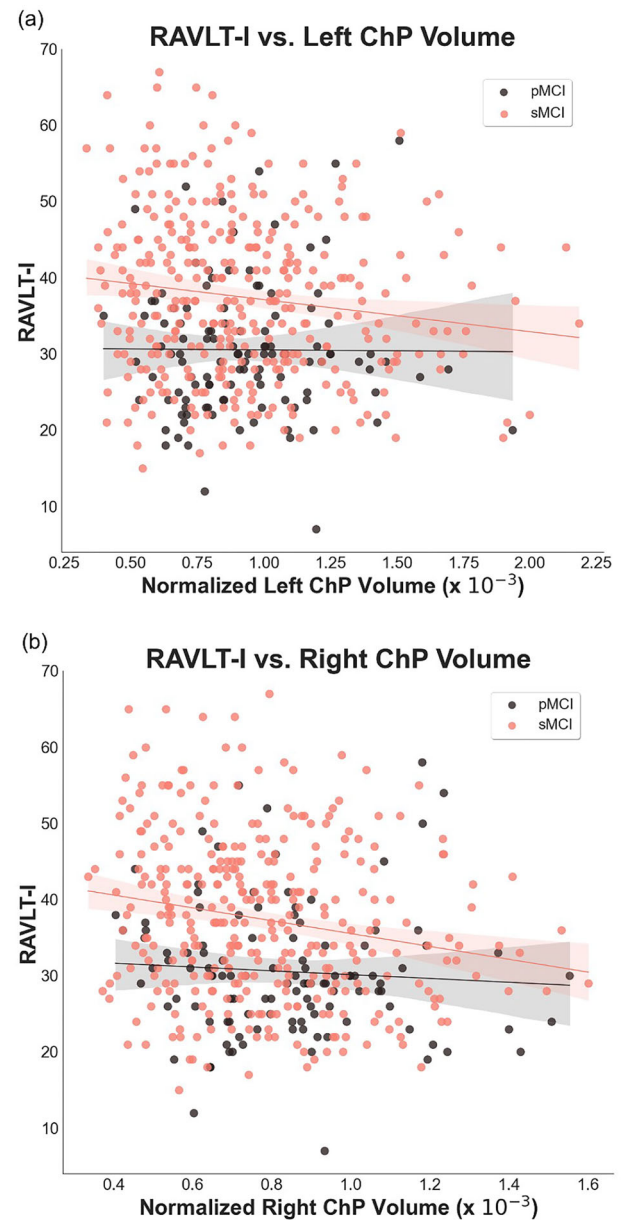 (a)
RAVLT-I vs. Left ChP Volume
70
60
50
40
30
20
10
RAVLT-I
pMCI
sMCI
0.25 0.50 0.75 1.00 1.25 1.50 1.75 2.00 2.25
Normalized Left ChP Volume (x 10⁻³)
(b)
RAVLT-I vs. Right ChP Volume
70
60
50
40
30
20
10
RAVLT-I
pMCI
sMCI
0.4 0.6 0.8 1.0 1.2 1.4 1.6
Normalized Right ChP Volume (x 10⁻³)